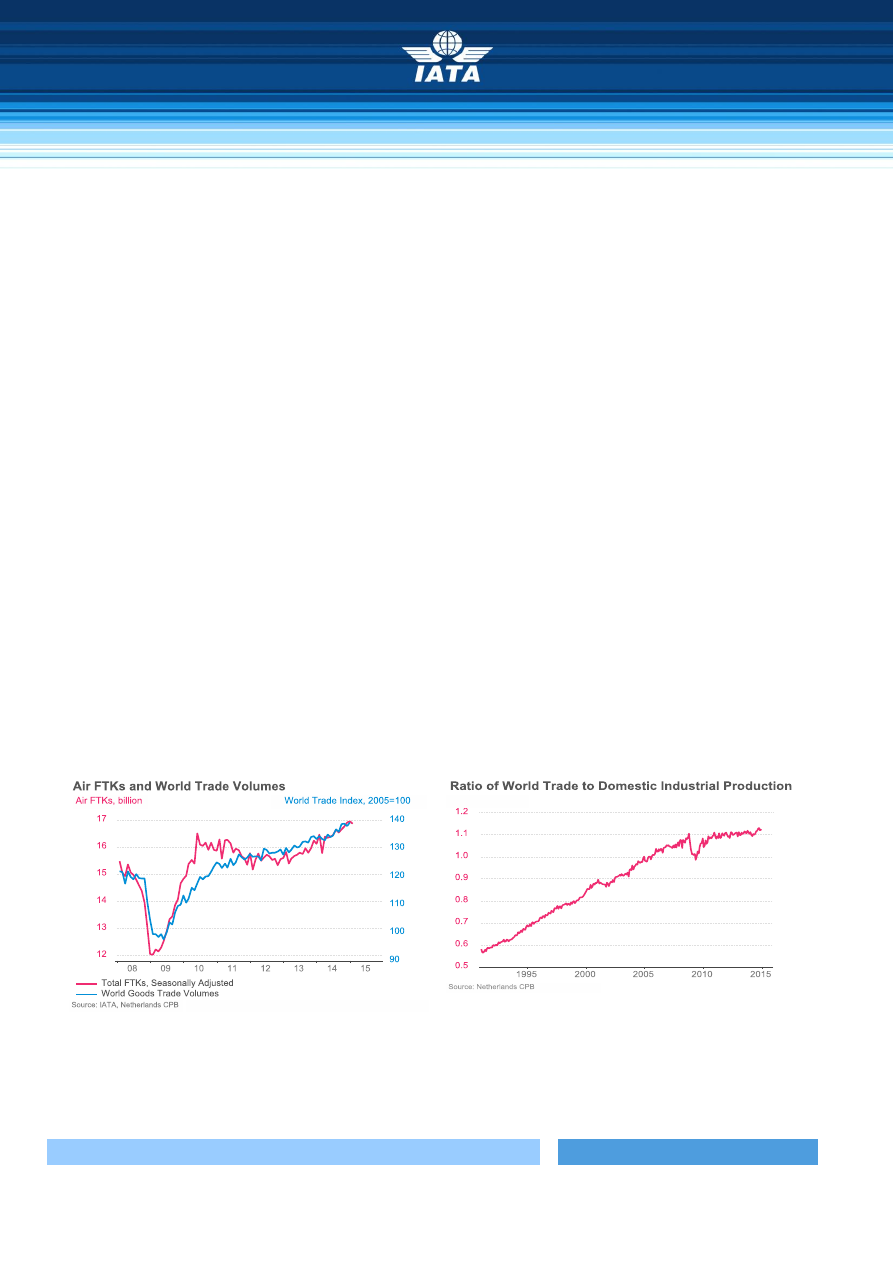 IATA
Air FTKs and World Trade Volumes
Air FTKs, billion
World Trade Index, 2005=100
17
16
15
14
13
12
140
130
120
110
100
90
08 09 10 11 12 13 14 15
Total FTKs, Seasonally Adjusted
World Goods Trade Volumes
Source: IATA, Netherlands CPB
Ratio of World Trade to Domestic Industrial Production
1.2
1.1
1.0
0.9
0.8
0.7
0.6
0.5
1995 2000 2005 2010 2015
Source: Netherlands CPB